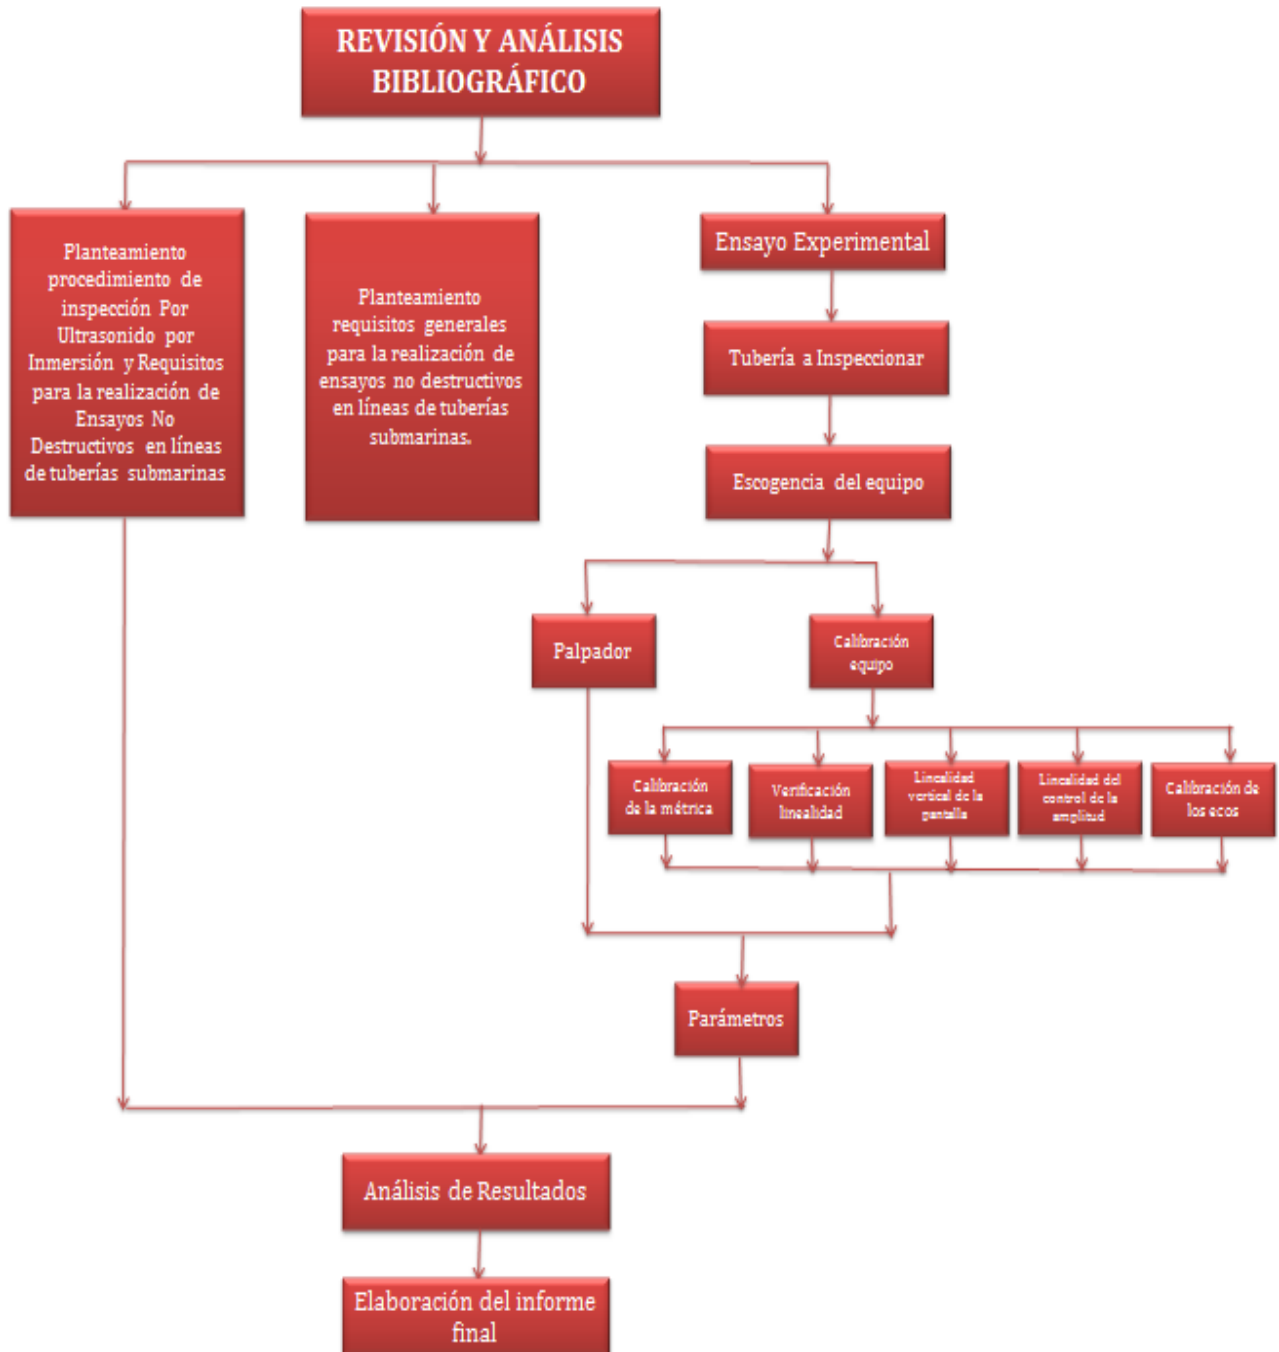 REVISIÓN Y ANÁLISIS
BIBLIOGRÁFICO
Planteamiento
procedimiento de
inspección Por
Ultrasonido por
Inmersión y Requisitos
para la realización de
Ensayos No
Destructivos en líneas
de tuberías submarinas
Planteamiento
requisitos generales
para la realización de
ensayos no destructivos
en líneas de tuberías
submarinas.
Ensayo Experimental
Tubería a Inspeccionar
Escogencia del equipo
Palpador
Calibración
equipo
Calibración
de la métrica
Verificación
linealidad
Linealidad
vertical de la
pantalla
Linealidad del
control de la
amplitud
Calibración de
los ecos
Parámetros
Análisis de Resultados
Elaboración del informe
final